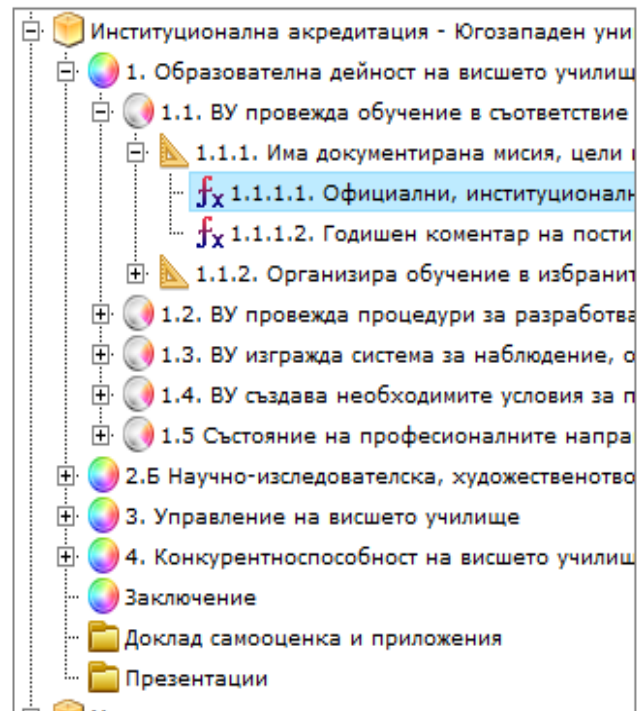 Институционална акредитация - Югозападен уни
1. Образователна дейност на висшето училищ
1.1. ВУ провежда обучение в съответствие
1.1.1. Има документирана мисия, цели
1.1.1.1. Официални, институционалн
1.1.1.2. Годишен коментар на пости
1.1.2. Организира обучение в избранит
1.2. ВУ провежда процедури за разработва
1.3. ВУ изгражда система за наблюдение, о
1.4. ВУ създава необходимите условия за п
1.5 Състояние на професионалните напра
2.Б Научно-изследователска, художественотво
3. Управление на висшето училище
4. Конкурентноспособност на висшето училищ
Заключение
Доклад самооценка и приложения
Презентации